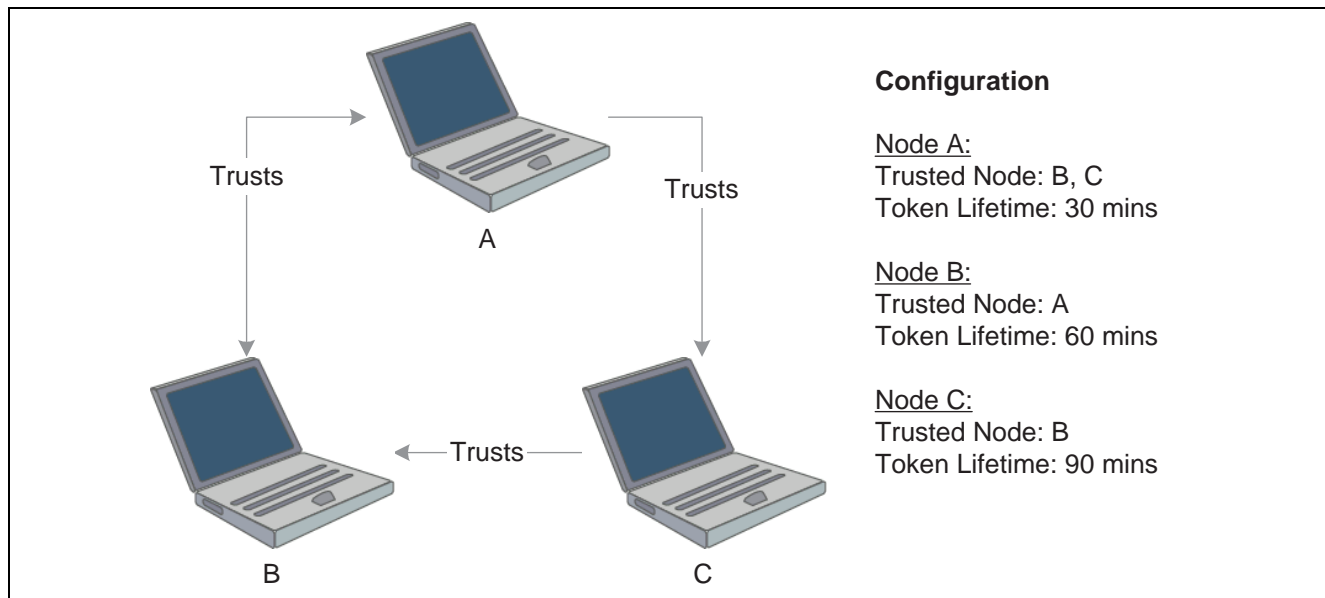 Configuration
Trusts
Trusts
A
Trusts
B
C
Node A:
Trusted Node: B, C
Token Lifetime: 30 mins
Node B:
Trusted Node: A
Token Lifetime: 60 mins
Node C:
Trusted Node: B
Token Lifetime: 90 mins